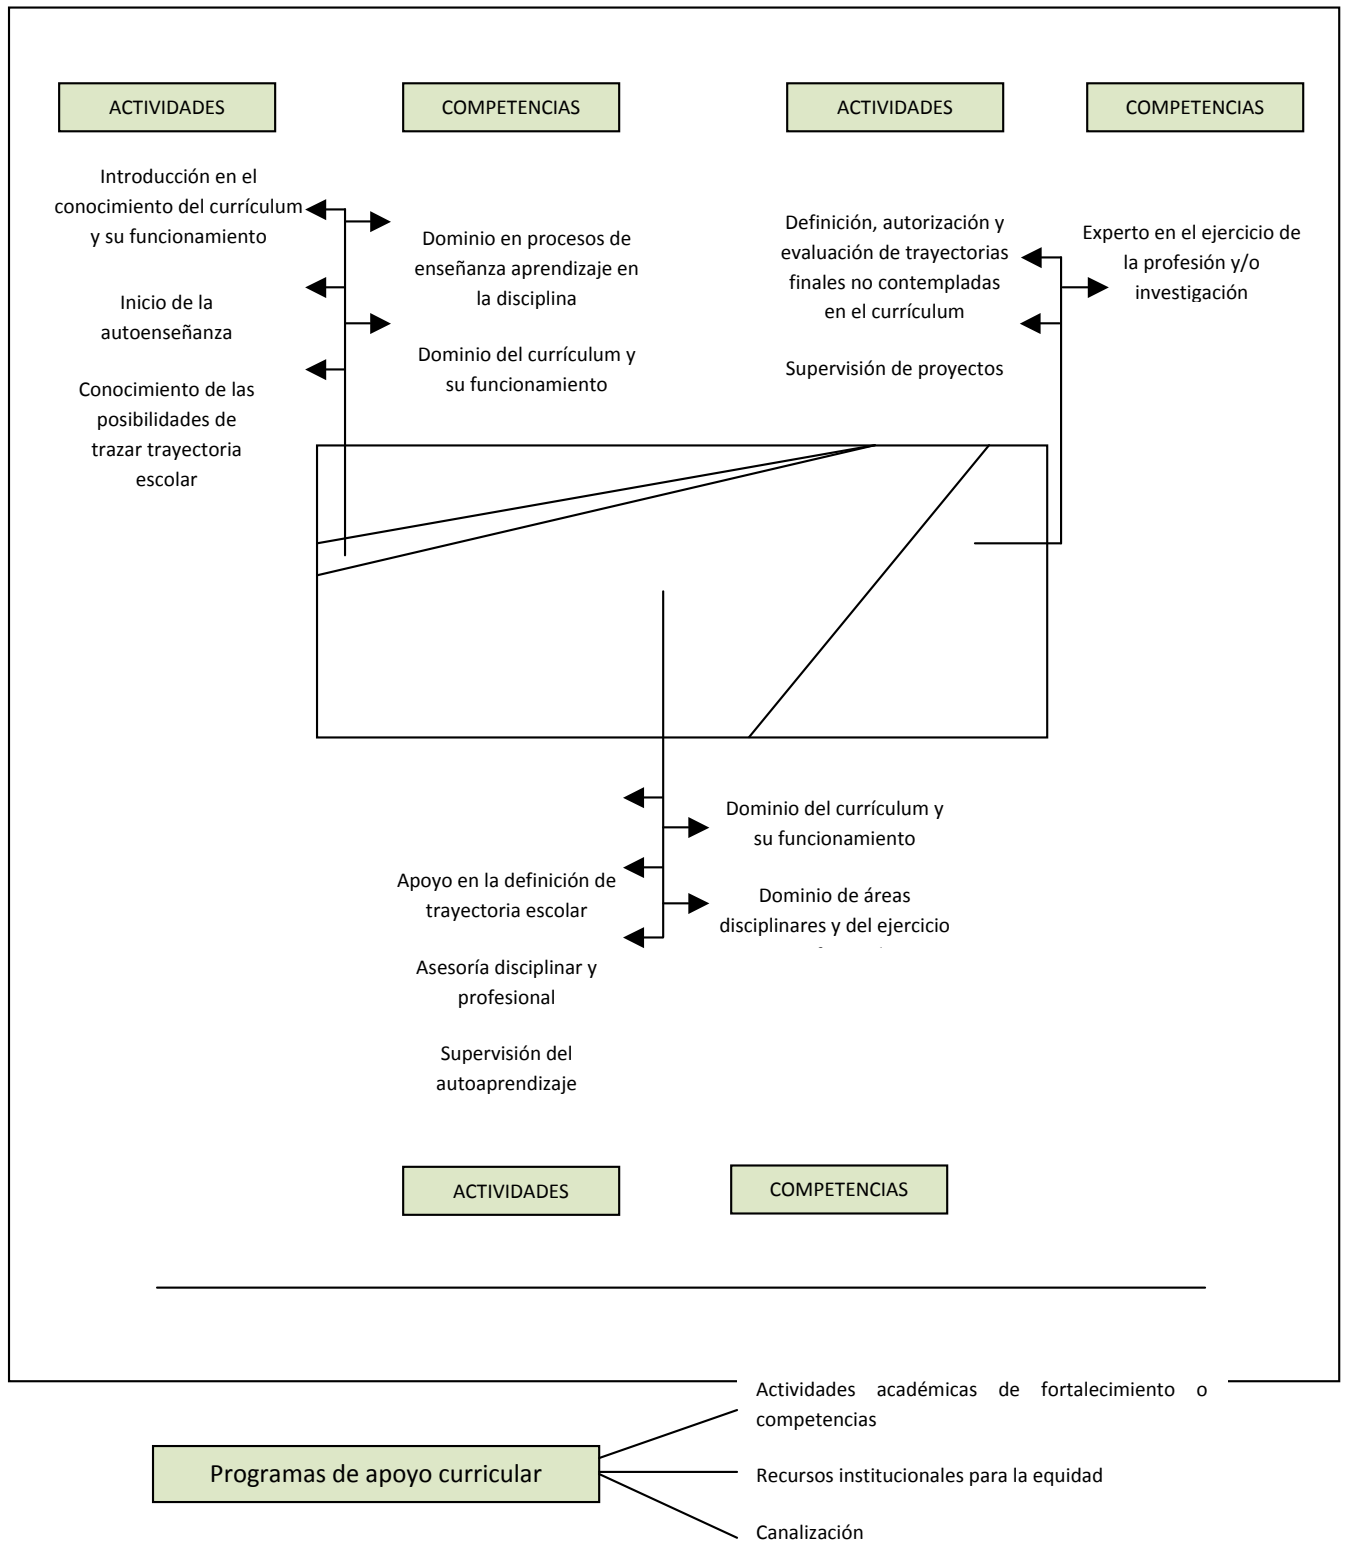 ACTIVIDADES
COMPETENCIAS
ACTIVIDADES
COMPETENCIAS
Introducción en el
conocimiento del currículum
y su funcionamiento
Inicio de la
autoenseñanza
Conocimiento de las
posibilidades de
trazar trayectoria
escolar
Dominio en procesos de
enseñanza aprendizaje en
la disciplina
Dominio del currículum y
su funcionamiento
Definición, autorización y
evaluación de trayectorias
finales no contempladas
en el currículum
Supervisión de proyectos
Experto en el ejercicio de
la profesión y/o
investigación
Apoyo en la definición de
trayectoria escolar
Asesoría disciplinar y
profesional
Supervisión del
autoaprendizaje
Dominio del currículum y
su funcionamiento
Dominio de áreas
disciplinares y del ejercicio
ACTIVIDADES
COMPETENCIAS
Programas de apoyo curricular
Actividades académicas de fortalecimiento o
competencias
Recursos institucionales para la equidad
Canalización